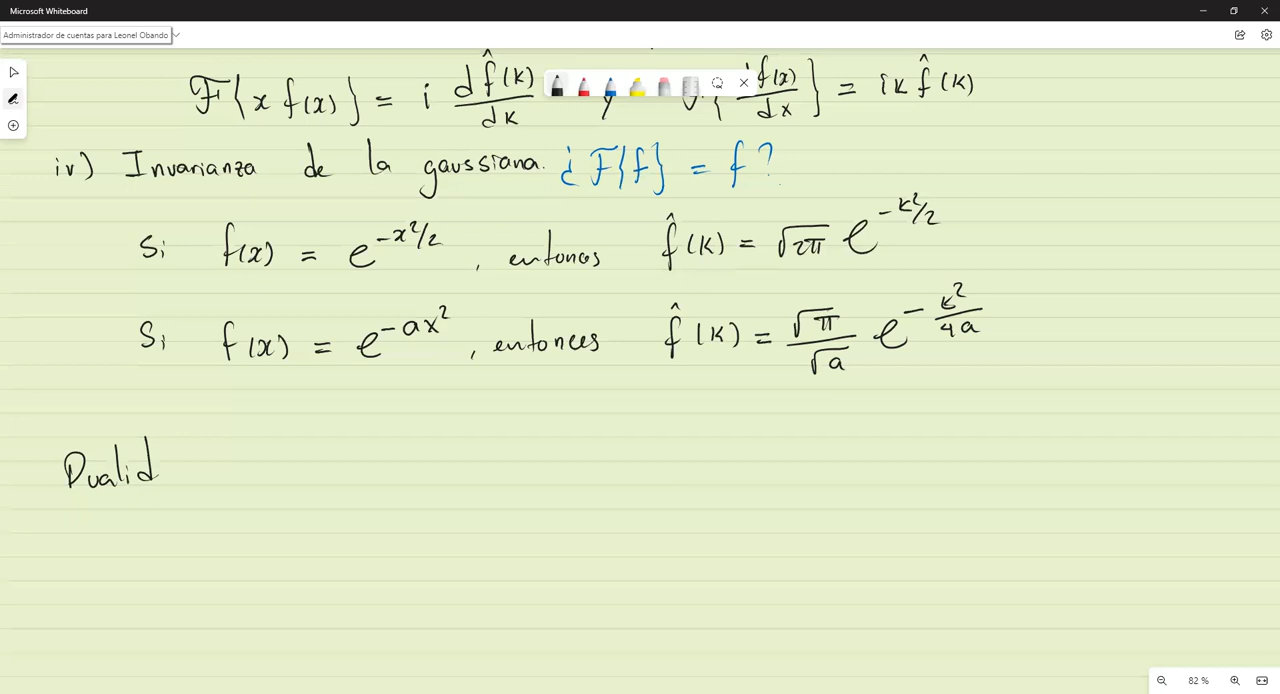 Microsoft Whiteboard
Administrador de cuentas para Leonel Obando
ℱ{x f(x)} = i df̂(k)/dk y { f(x)/dx} = ik f̂(k)
iv) Invarianza de la gaussiana. ¿ℱ{f} = f?
Si f(x) = e^{-x²/2}, entonces f̂(k) = √2π e^{-k²/2}
Si f(x) = e^{-ax²}, entonces f̂(k) = √π/√a e^{-k²/4a}
Dualid
82 %